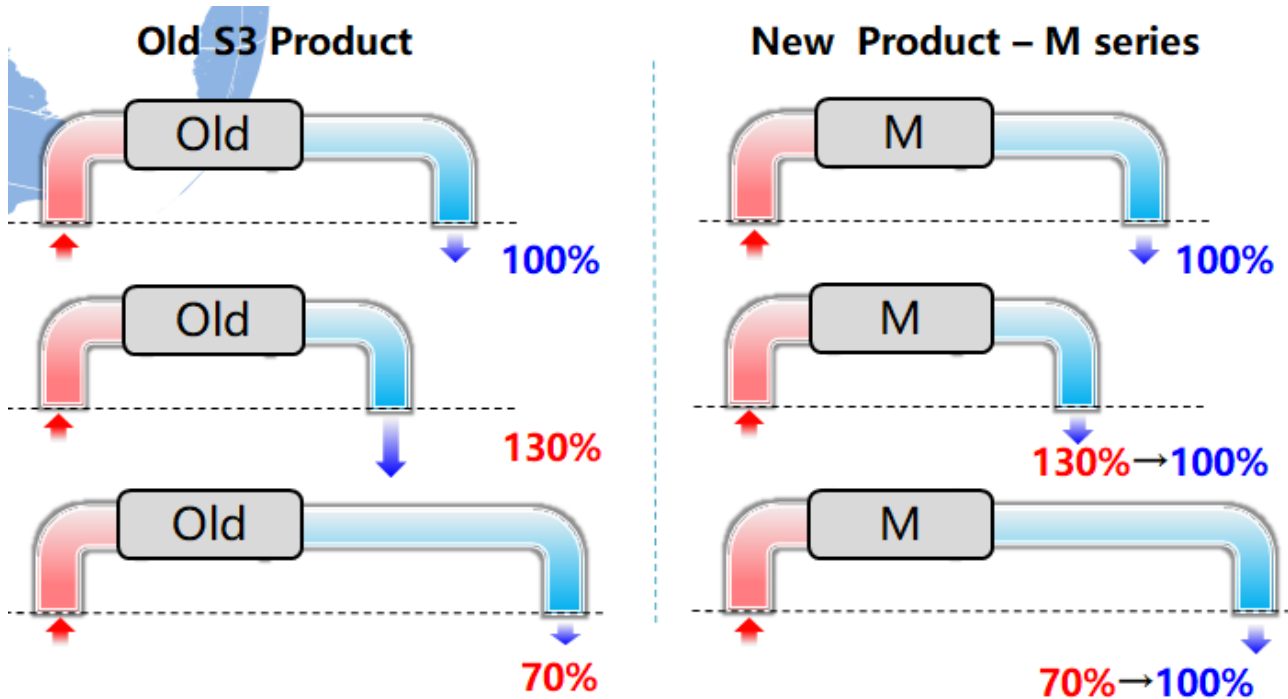 Old S3 Product
Old
100%
Old
130%
Old
70%
New Product – M series
M
100%
M
130%→100%
M
70%→100%